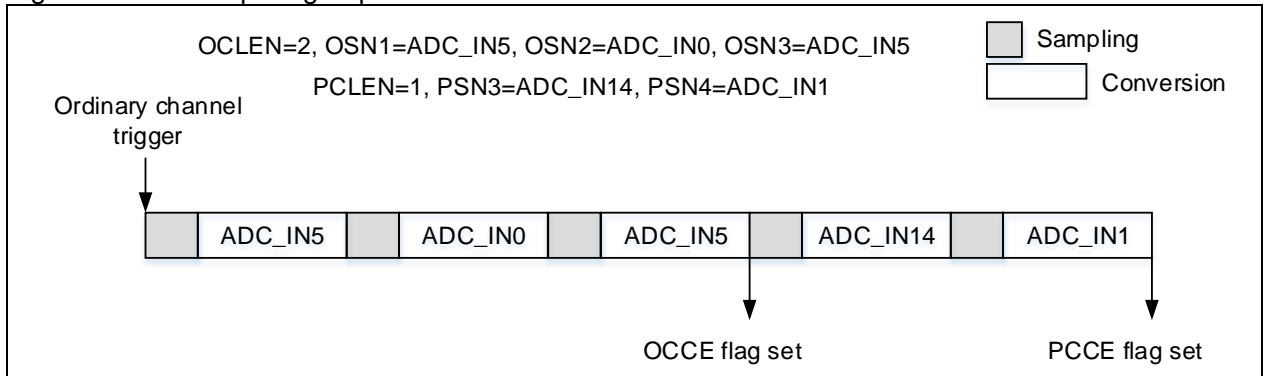 OCLEN=2, OSN1=ADC_IN5, OSN2=ADC_IN0, OSN3=ADC_IN5
PCLEN=1, PSN3=ADC_IN14, PSN4=ADC_IN1
Sampling
Conversion
Ordinary channel
trigger
ADC_IN5 ADC_IN0 ADC_IN5 ADC_IN14 ADC_IN1
OCCE flag set PCCE flag set